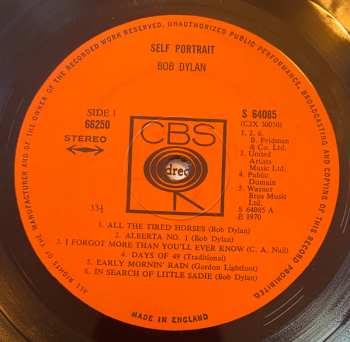 ALL RIGHTS OF THE MANUFACTURER AND OF THE OWNER OF THE RECORDED WORK RESERVED. UNAUTHORISED PUBLIC PERFORMANCE, BROADCASTING AND COPYING OF THIS RECORD PROHIBITED
SELF PORTRAIT
BOB DYLAN
SIDE 1
66250
STEREO
33⅓
CBS
S 64085
(C2X 30050)
1, 2, 6.
B. Feldman
& Co. Ltd.
3. United
Artists
Music Ltd.
4. Public
Domain
5. Warner
Bros Music
Ltd.
S 64085 A
℗ 1970
1. ALL THE TIRED HORSES (Bob Dylan)
2. ALBERTA NO. 1 (Bob Dylan)
3. I FORGOT MORE THAN YOU'LL EVER KNOW (C. A. Null)
4. DAYS OF 49 (Traditional)
5. EARLY MORNIN' RAIN (Gordon Lightfoot)
6. IN SEARCH OF LITTLE SADIE (Bob Dylan)
MADE IN ENGLAND